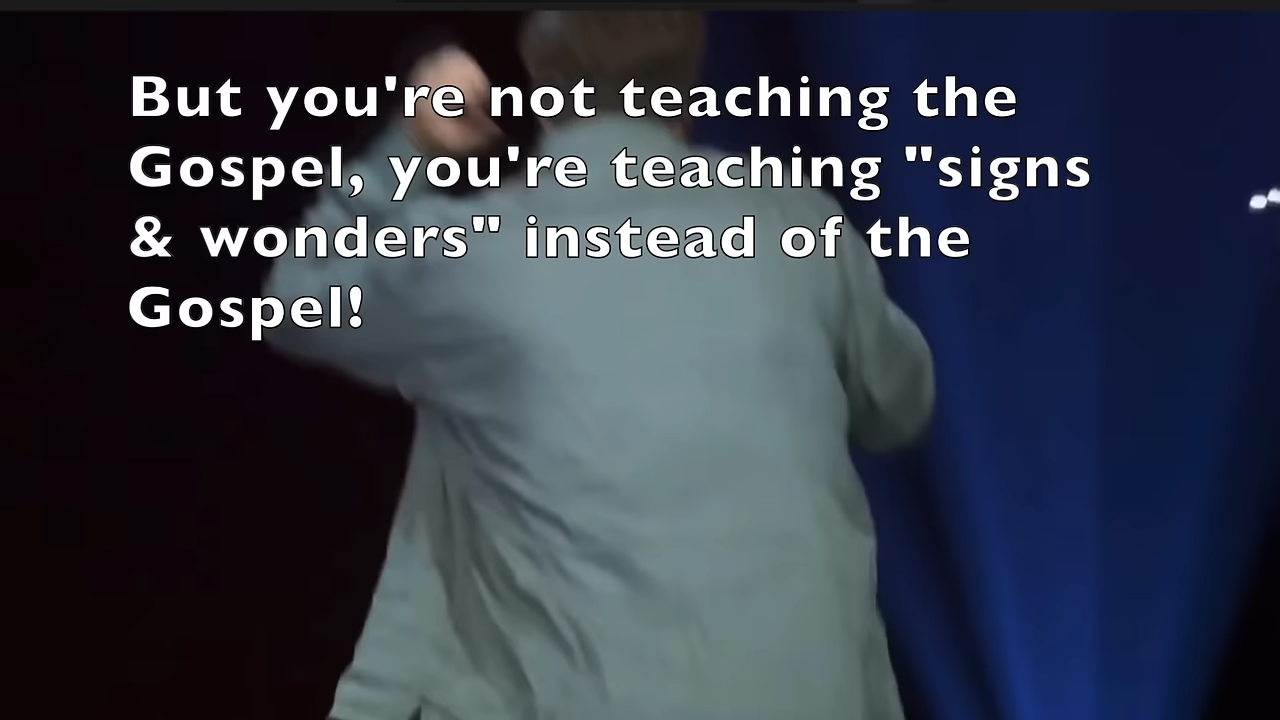 But you're not teaching the
Gospel, you're teaching "signs
& wonders" instead of the
Gospel!